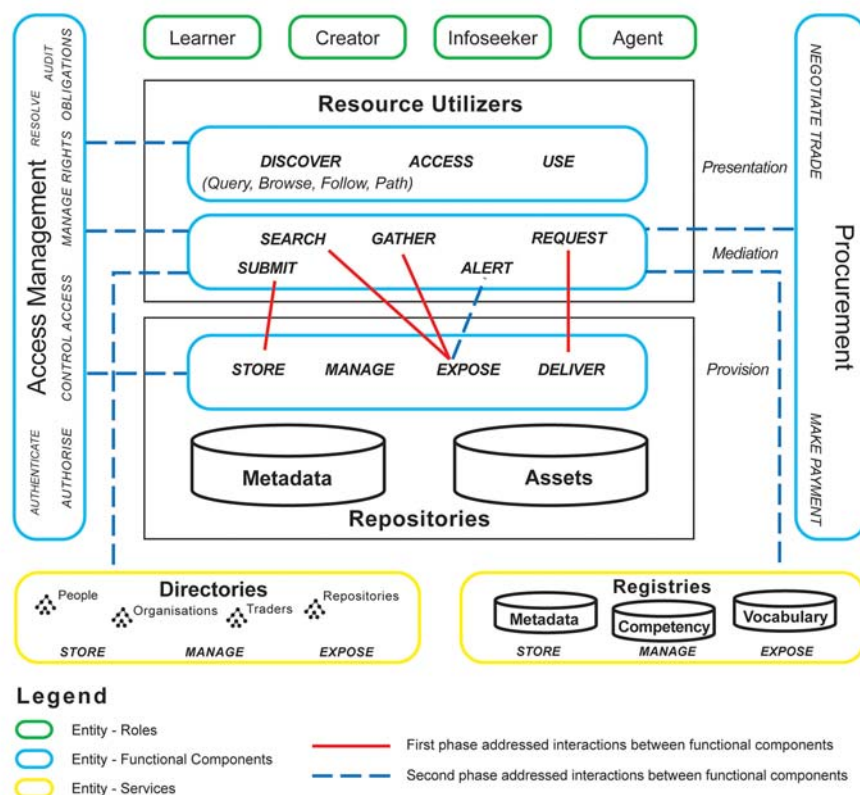 Learner
Creator
Infoseeker
Agent
Access Management
AUTHENTICATE
AUTHORISE
CONTROL ACCESS
MANAGE RIGHTS
RESOLVE
AUDIT
OBLIGATIONS
Resource Utilizers
DISCOVER ACCESS USE
(Query, Browse, Follow, Path)
Presentation
SEARCH GATHER REQUEST
SUBMIT ALERT
Mediation
STORE MANAGE EXPOSE DELIVER
Provision
Metadata
Assets
Repositories
NEGOTIATE TRADE
Procurement
MAKE PAYMENT
Directories
People
Organisations
Traders
Repositories
STORE MANAGE EXPOSE
Registries
Metadata
Competency
Vocabulary
STORE MANAGE EXPOSE
Legend
Entity - Roles
Entity - Functional Components
Entity - Services
First phase addressed interactions between functional components
Second phase addressed interactions between functional components